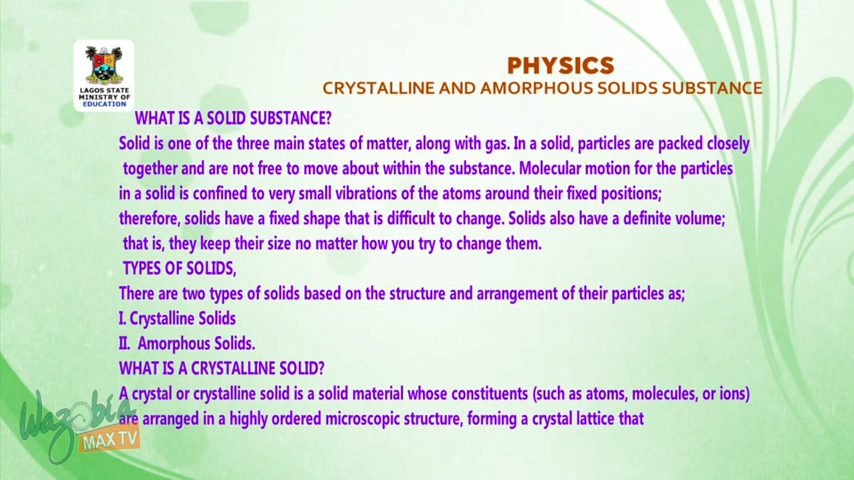 LAGOS STATE
MINISTRY OF
EDUCATION
PHYSICS
CRYSTALLINE AND AMORPHOUS SOLIDS SUBSTANCE
WHAT IS A SOLID SUBSTANCE?
Solid is one of the three main states of matter, along with gas. In a solid, particles are packed closely
together and are not free to move about within the substance. Molecular motion for the particles
in a solid is confined to very small vibrations of the atoms around their fixed positions;
therefore, solids have a fixed shape that is difficult to change. Solids also have a definite volume;
that is, they keep their size no matter how you try to change them.
TYPES OF SOLIDS,
There are two types of solids based on the structure and arrangement of their particles as;
I. Crystalline Solids
II. Amorphous Solids.
WHAT IS A CRYSTALLINE SOLID?
A crystal or crystalline solid is a solid material whose constituents (such as atoms, molecules, or ions)
are arranged in a highly ordered microscopic structure, forming a crystal lattice that
Wazobia
MAX TV